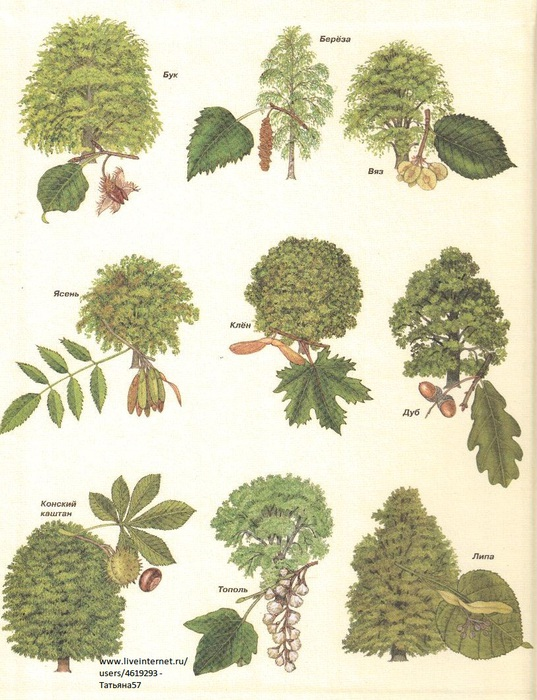 Бук
Берёза
Вяз
Ясень
Клён
Дуб
Конский
каштан
Тополь
Липа
www.liveinternet.ru/
users/4619293 -
Татьяна57